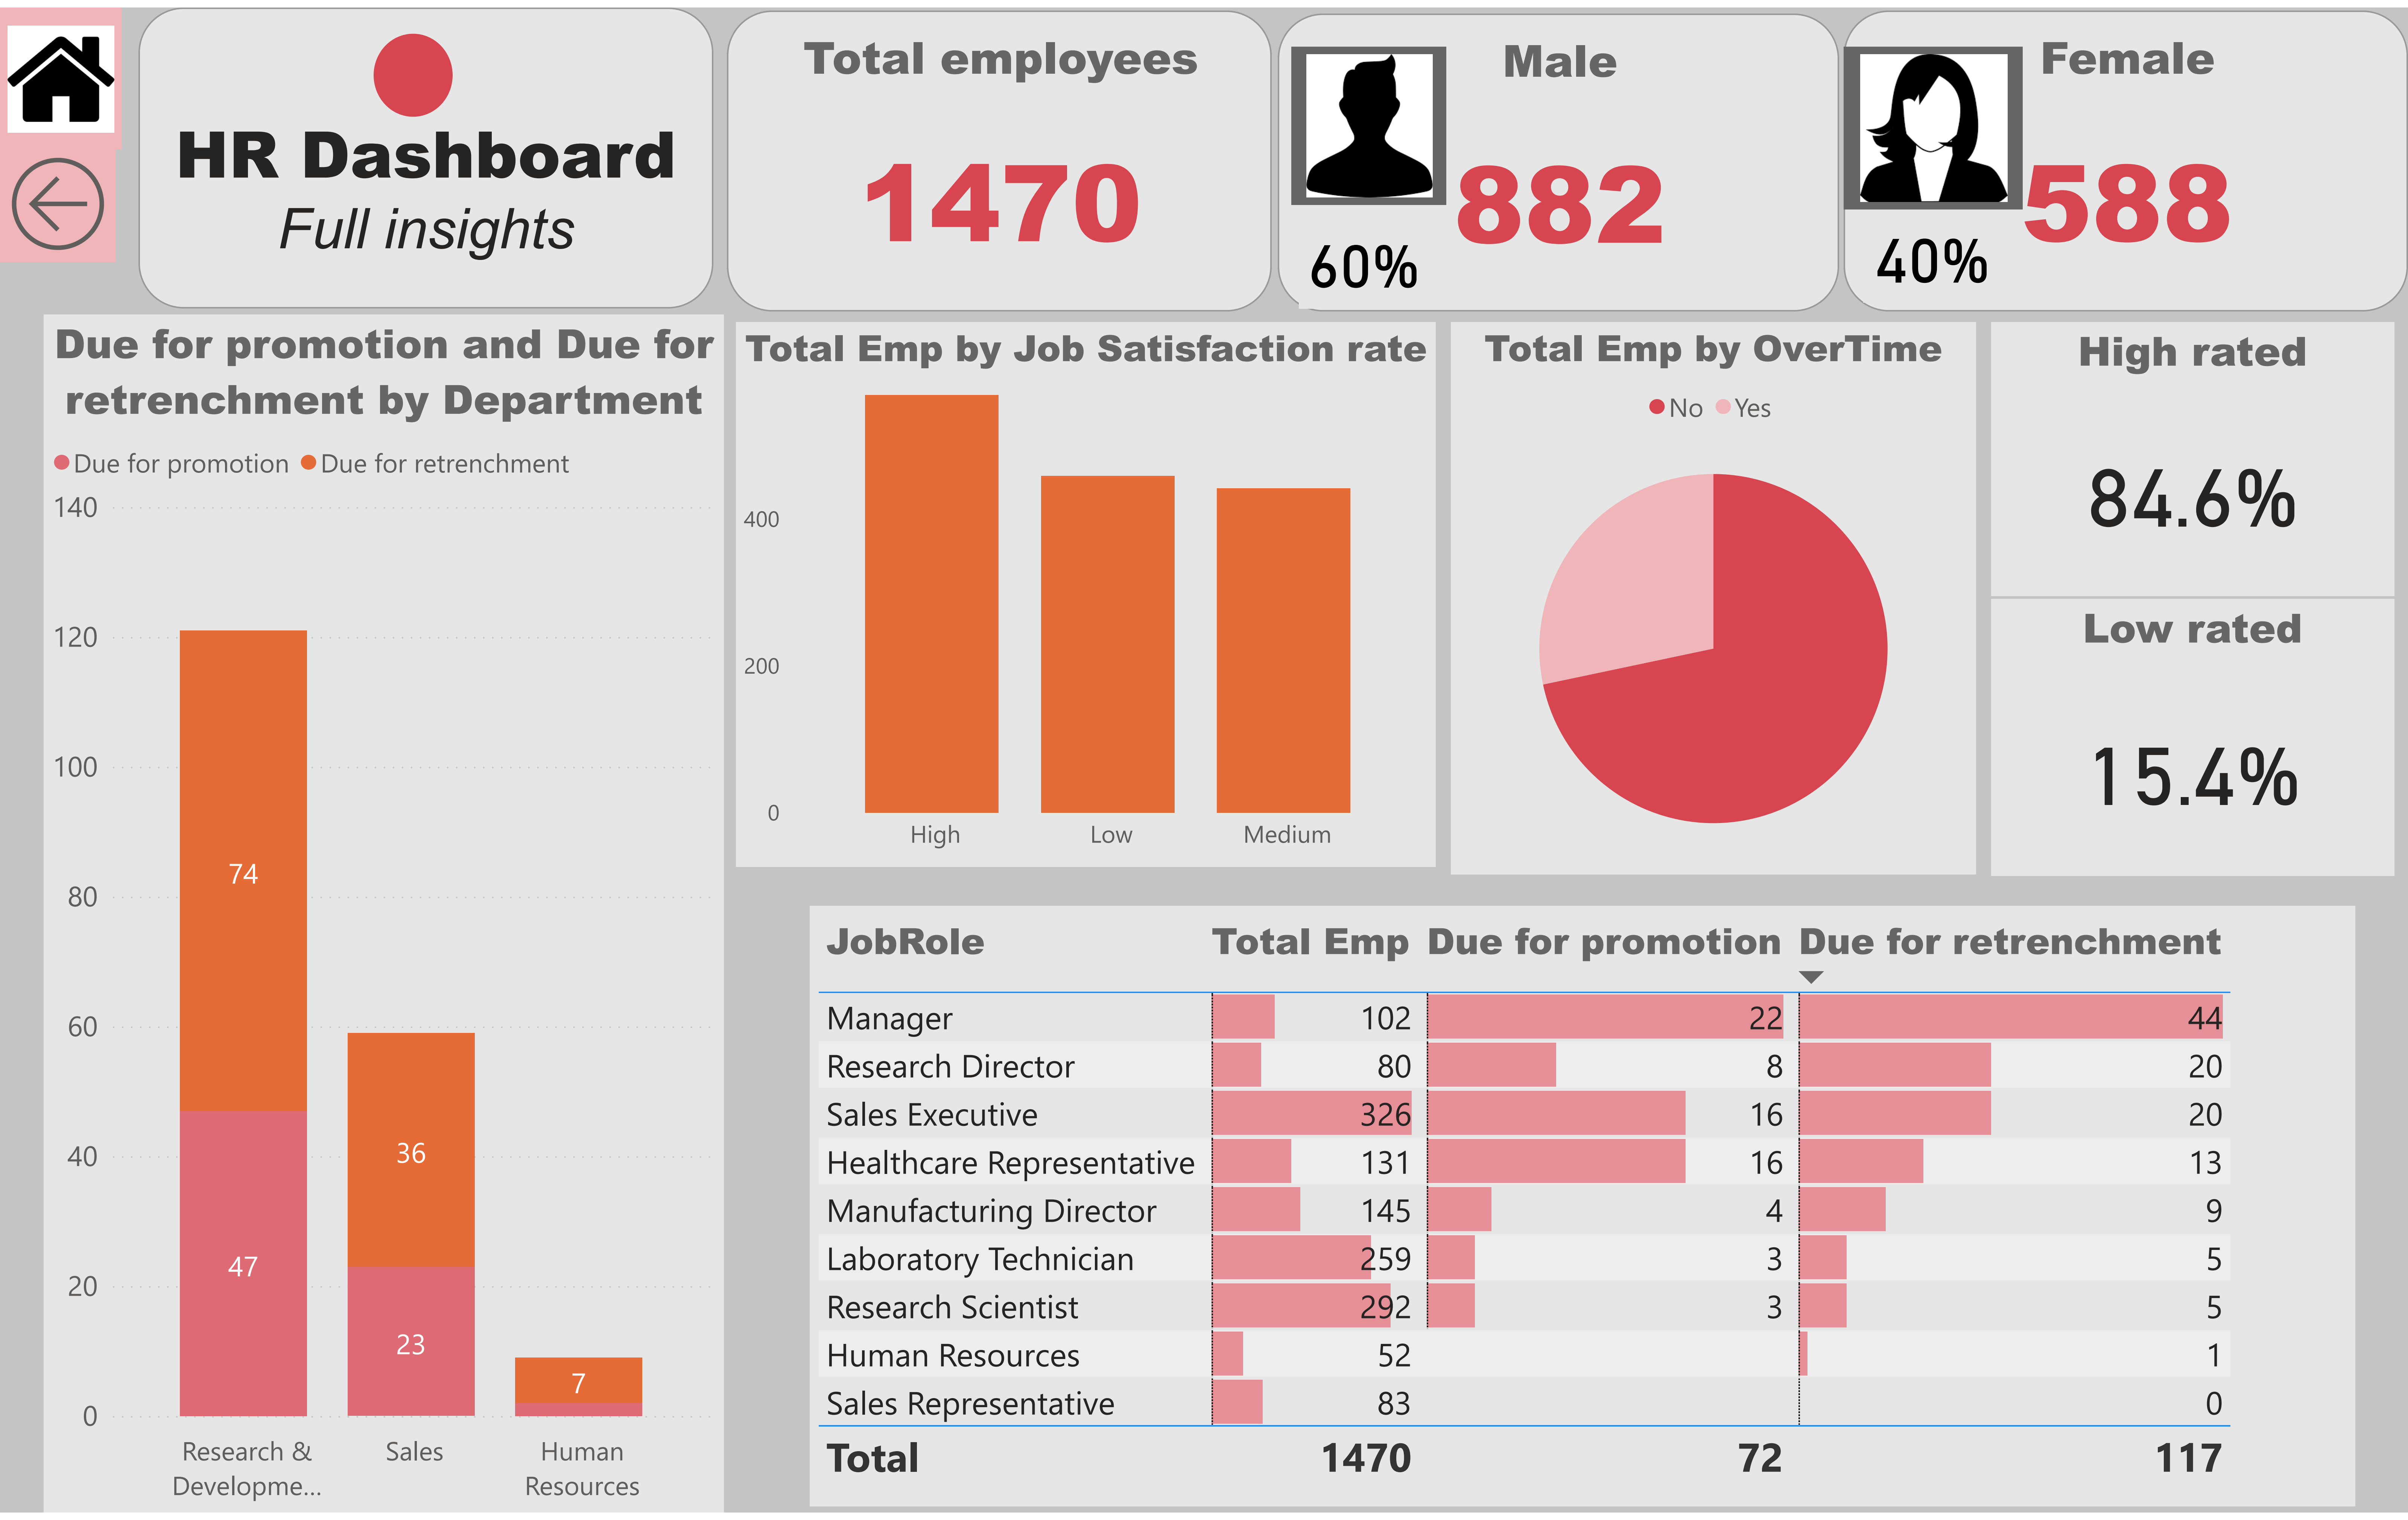 HR Dashboard
Full insights
Total employees
1470
Male
882
60%
Female
588
40%
Due for promotion and Due for
retrenchment by Department
Due for promotion Due for retrenchment
140
120
100
80
60
40
20
0
74
47
36
23
7
Research &
Developme...
Sales
Human
Resources
Total Emp by Job Satisfaction rate
400
200
0
High Low Medium
Total Emp by OverTime
No Yes
High rated
84.6%
Low rated
15.4%
JobRole Total Emp Due for promotion Due for retrenchment
Manager 102 22 44
Research Director 80 8 20
Sales Executive 326 16 20
Healthcare Representative 131 16 13
Manufacturing Director 145 4 9
Laboratory Technician 259 3 5
Research Scientist 292 3 5
Human Resources 52 1
Sales Representative 83 0
Total 1470 72 117